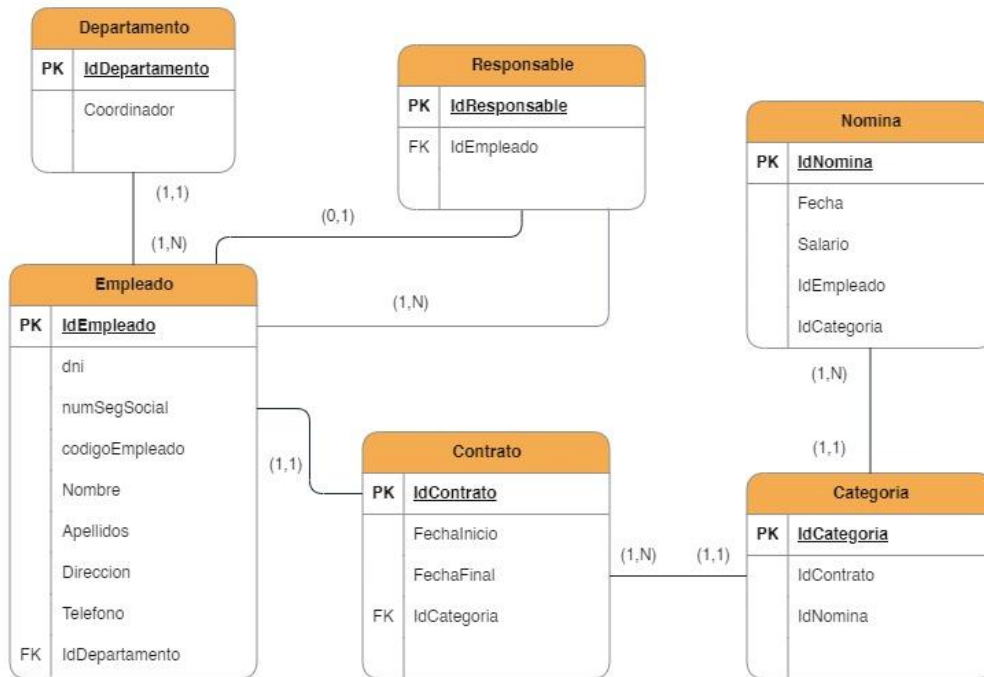 Departamento
PK IdDepartamento
Coordinador
(1,1)
(1,N)
Responsable
PK IdResponsable
FK IdEmpleado
(0,1)
(1,N)
Nomina
PK IdNomina
Fecha
Salario
IdEmpleado
IdCategoria
(1,N)
(1,1)
Empleado
PK IdEmpleado
dni
numSegSocial
codigoEmpleado
Nombre
Apellidos
Direccion
Telefono
FK IdDepartamento
(1,1)
Contrato
PK IdContrato
FechaInicio
FechaFinal
FK IdCategoria
(1,N) (1,1)
Categoria
PK IdCategoria
IdContrato
IdNomina